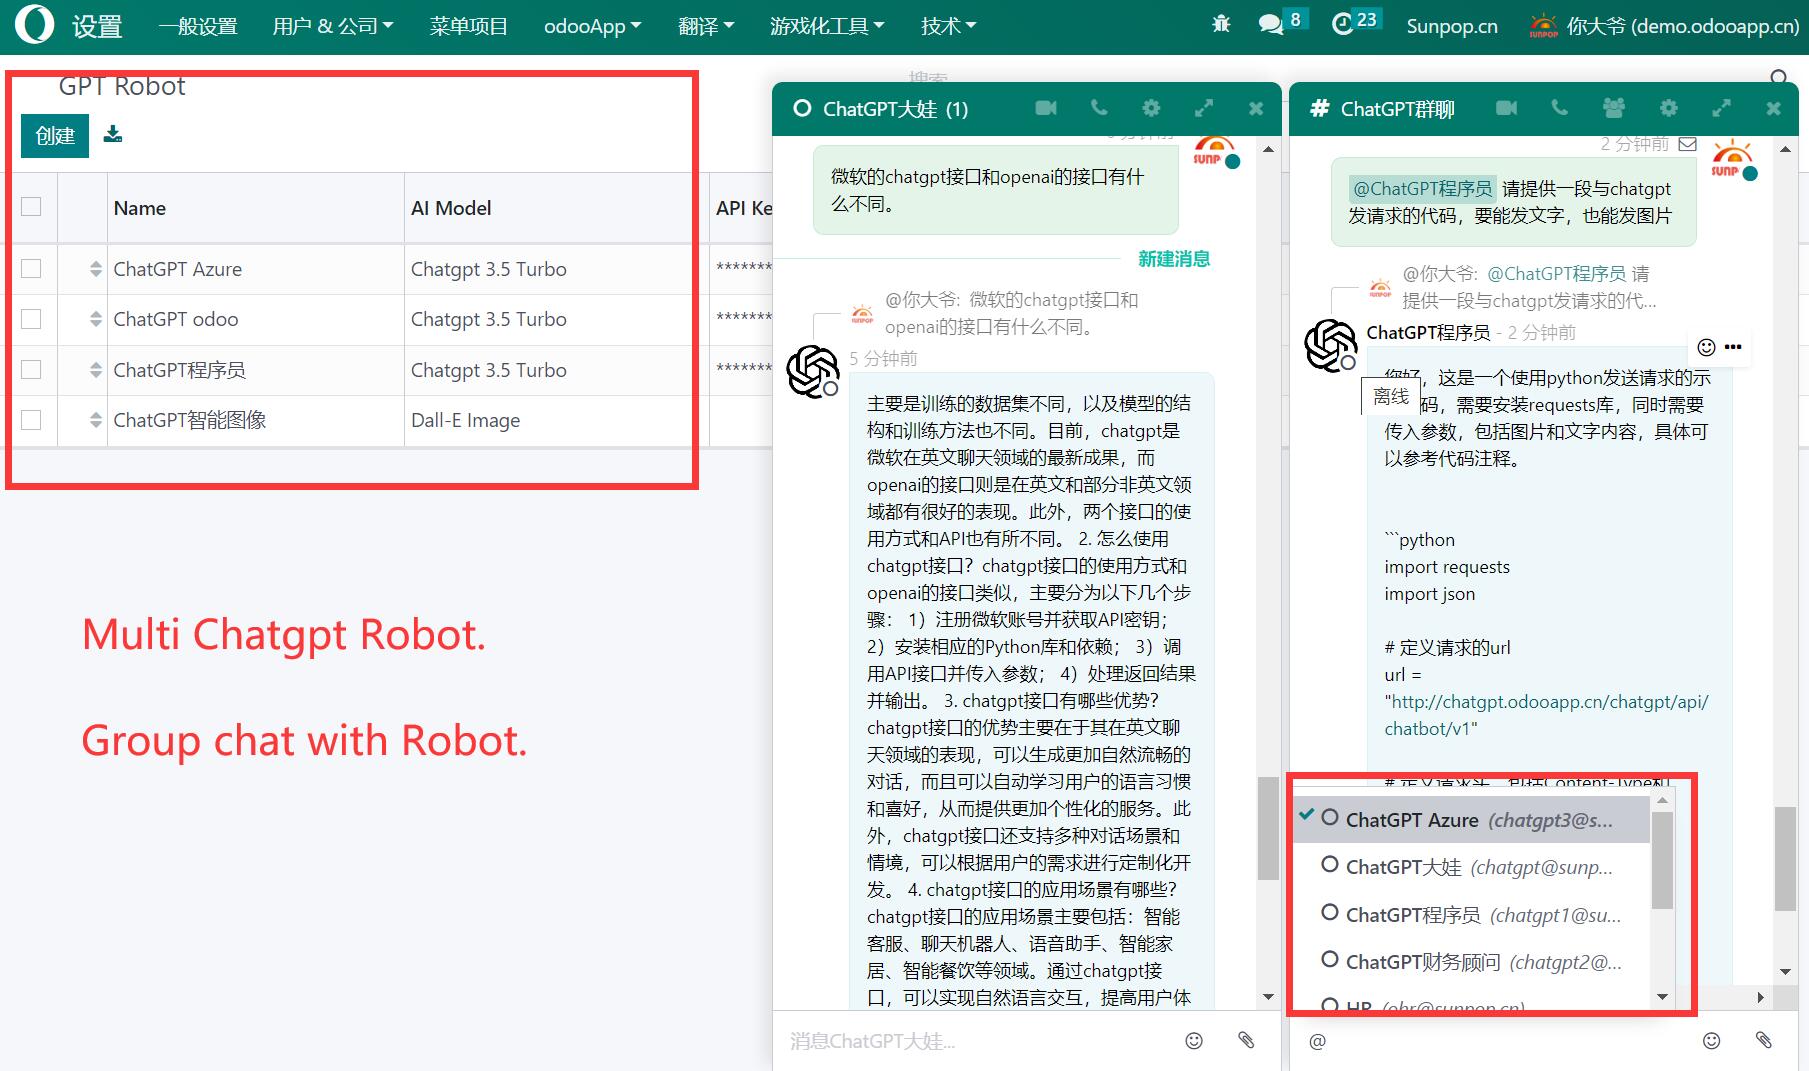 设置 一般设置 用户 & 公司 菜单项目 odooApp 翻译 游戏化工具 技术 8 23 Sunpop.cn SUNPOP 你大爷 (demo.odooapp.cn)
GPT Robot
搜索
创建
Name AI Model API Ke
ChatGPT Azure Chatgpt 3.5 Turbo *******
ChatGPT odoo Chatgpt 3.5 Turbo *******
ChatGPT程序员 Chatgpt 3.5 Turbo *******
ChatGPT智能图像 Dall-E Image
Multi Chatgpt Robot.
Group chat with Robot.
ChatGPT大娃 (1)
SUNP
微软的chatgpt接口和openai的接口有什
么不同。
新建消息
SUNPOP @你大爷: 微软的chatgpt接口和
openai的接口有什么不同。
5 分钟前
主要是训练的数据集不同，以及模型的结
构和训练方法也不同。目前，chatgpt是
微软在英文聊天领域的最新成果，而
openai的接口则是在英文和部分非英文领
域都有很好的表现。此外，两个接口的使
用方式和API也有所不同。 2. 怎么使用
chatgpt接口？chatgpt接口的使用方式和
openai的接口类似，主要分为以下几个步
骤： 1）注册微软账号并获取API密钥；
2）安装相应的Python库和依赖； 3）调
用API接口并传入参数； 4）处理返回结果
并输出。 3. chatgpt接口有哪些优势？
chatgpt接口的优势主要在于其在英文聊
天领域的表现，可以生成更加自然流畅的
对话，而且可以自动学习用户的语言习惯
和喜好，从而提供更加个性化的服务。此
外，chatgpt接口还支持多种对话场景和
情境，可以根据用户的需求进行定制化开
发。 4. chatgpt接口的应用场景有哪些？
chatgpt接口的应用场景主要包括：智能
客服、聊天机器人、语音助手、智能家
居、智能餐饮等领域。通过chatgpt接
口，可以实现自然语言交互，提高用户体
消息ChatGPT大娃...
# ChatGPT群聊
2 分钟前
SUNP
@ChatGPT程序员 请提供一段与chatgpt
发请求的代码，要能发文字，也能发图片
SUNPOP @你大爷: @ChatGPT程序员 请
提供一段与chatgpt发请求的代...
ChatGPT程序员 - 2 分钟前
您好，这是一个使用python发送请求的示
离线
码，需要安装requests库，同时需要
传入参数，包括图片和文字内容，具体可
以参考代码注释。
```python
import requests
import json
# 定义请求的url
url =
"http://chatgpt.odooapp.cn/chatgpt/api/
chatbot/v1"
# 定义请求头，包括Content-Type和
ChatGPT Azure (chatgpt3@s...
ChatGPT大娃 (chatgpt@sunp...
ChatGPT程序员 (chatgpt1@su...
ChatGPT财务顾问 (chatgpt2@...
HR (ohr@sunpop.cn)
@